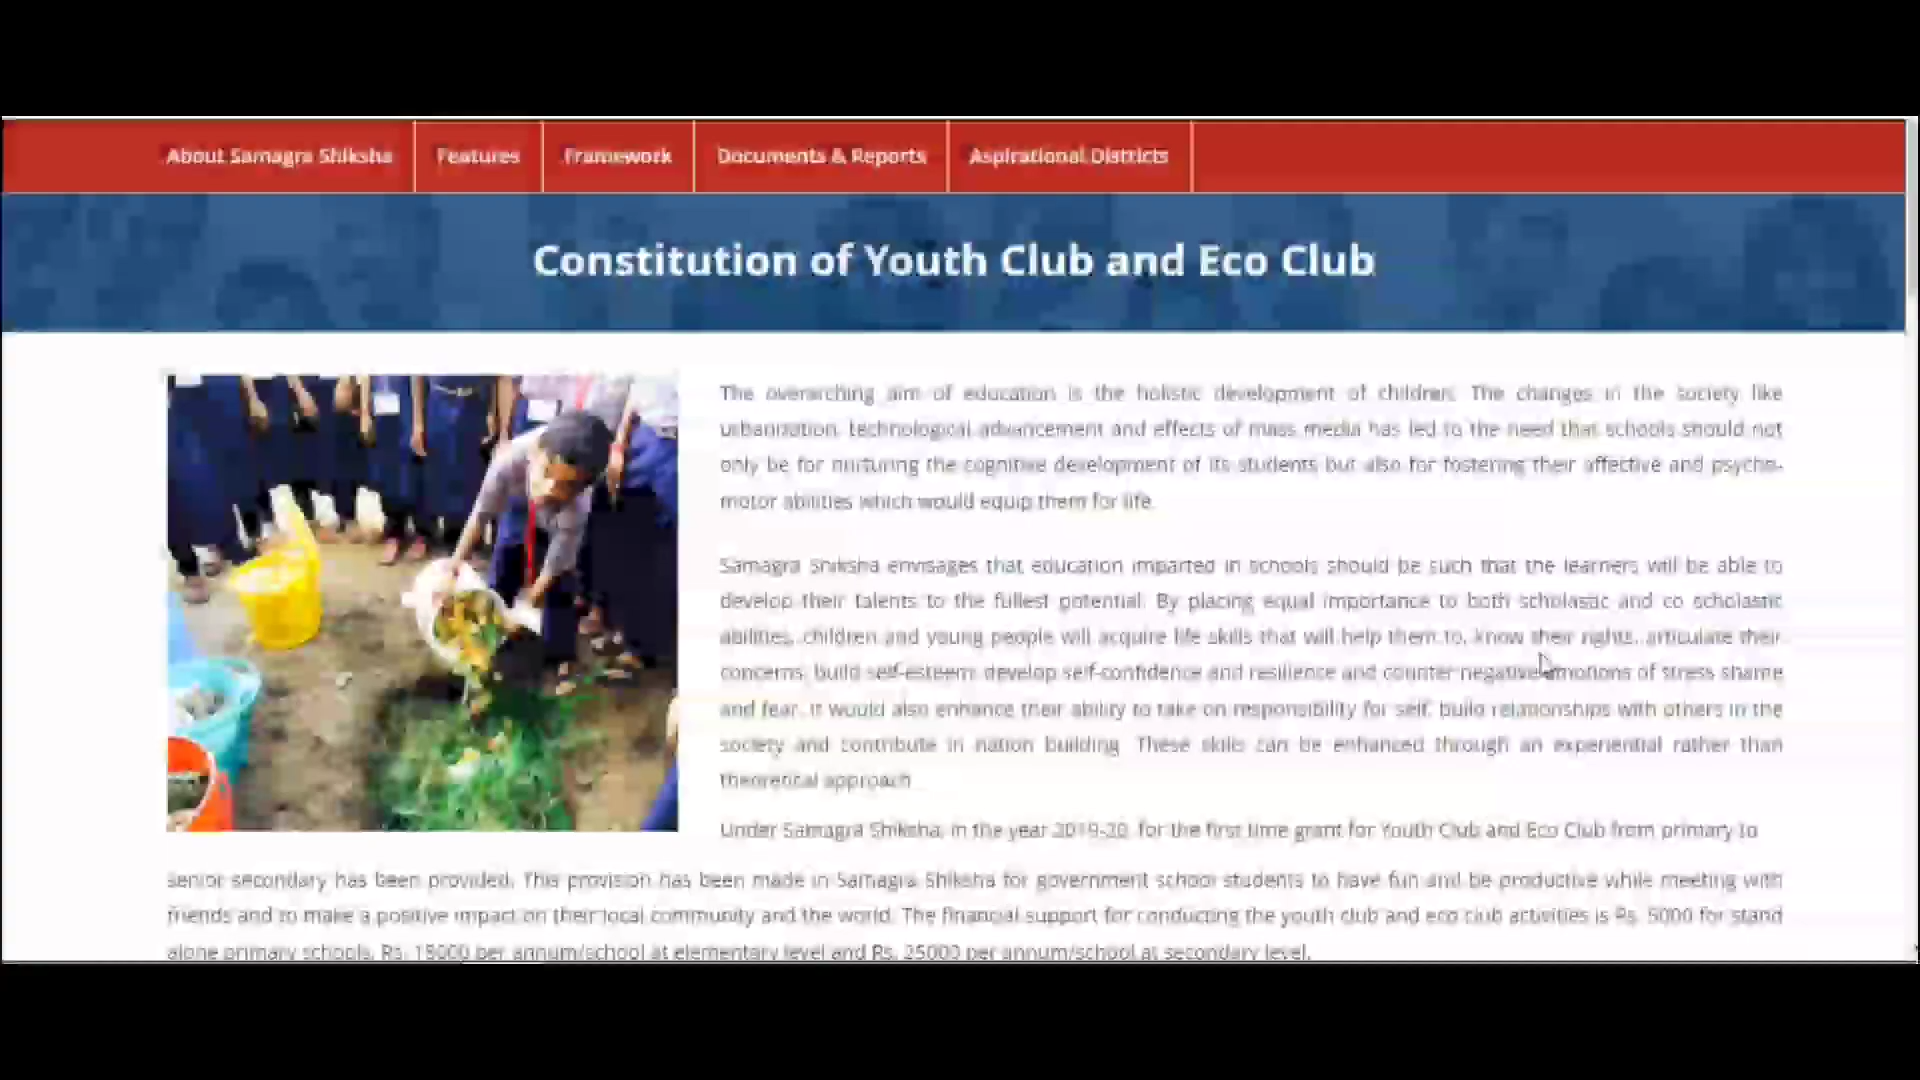 About Samagra Shiksha Features Framework Documents & Reports Aspirational Districts
Constitution of Youth Club and Eco Club
The overarching aim of education is the holistic development of children. The changes in the society like
urbanization, technological advancement and effects of mass media has led to the need that schools should not
only be for nurturing the cognitive development of its students but also for fostering their affective and psycho-
motor abilities which would equip them for life.
Samagra Shiksha envisages that education imparted in schools should be such that the learners will be able to
develop their talents to the fullest potential. By placing equal importance to both scholastic and co scholastic
abilities, children and young people will acquire life skills that will help them to, know their rights, articulate their
concerns, build self-esteem, develop self-confidence and resilience and counter negative emotions of stress shame
and fear. It would also enhance their ability to take on responsibility for self, build relationships with others in the
society and contribute in nation building. These skills can be enhanced through an experiential rather than
theoretical approach.
Under Samagra Shiksha, in the year 2019-20, for the first time grant for Youth Club and Eco Club from primary to
senior secondary has been provided. This provision has been made in Samagra Shiksha for government school students to have fun and be productive while meeting with
friends and to make a positive impact on their local community and the world. The financial support for conducting the youth club and eco club activities is Rs. 5000 for stand
alone primary schools, Rs. 15000 per annum/school at elementary level and Rs. 25000 per annum/school at secondary level.